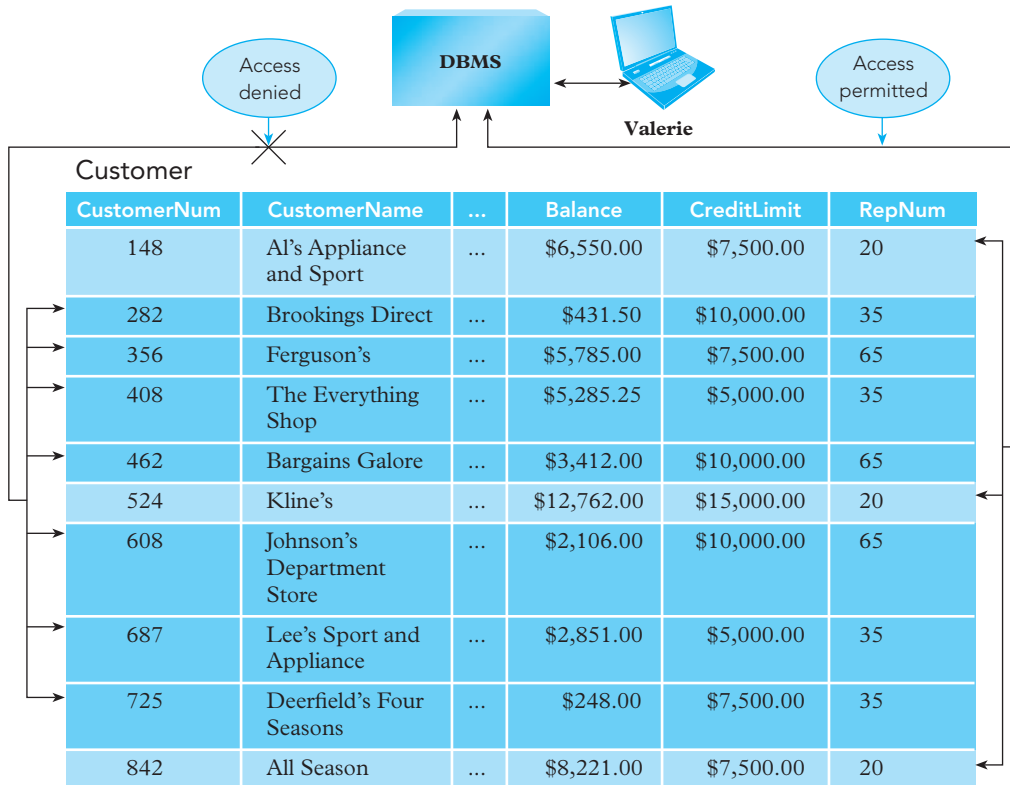 Access
denied
DBMS
Access
permitted
Valerie
Customer
CustomerNum CustomerName ... Balance CreditLimit RepNum
148 Al's Appliance ... $6,550.00 $7,500.00 20
and Sport
282 Brookings Direct ... $431.50 $10,000.00 35
356 Ferguson's ... $5,785.00 $7,500.00 65
408 The Everything ... $5,285.25 $5,000.00 35
Shop
462 Bargains Galore ... $3,412.00 $10,000.00 65
524 Kline's ... $12,762.00 $15,000.00 20
608 Johnson's ... $2,106.00 $10,000.00 65
Department
Store
687 Lee's Sport and ... $2,851.00 $5,000.00 35
Appliance
725 Deerfield's Four ... $248.00 $7,500.00 35
Seasons
842 All Season ... $8,221.00 $7,500.00 20